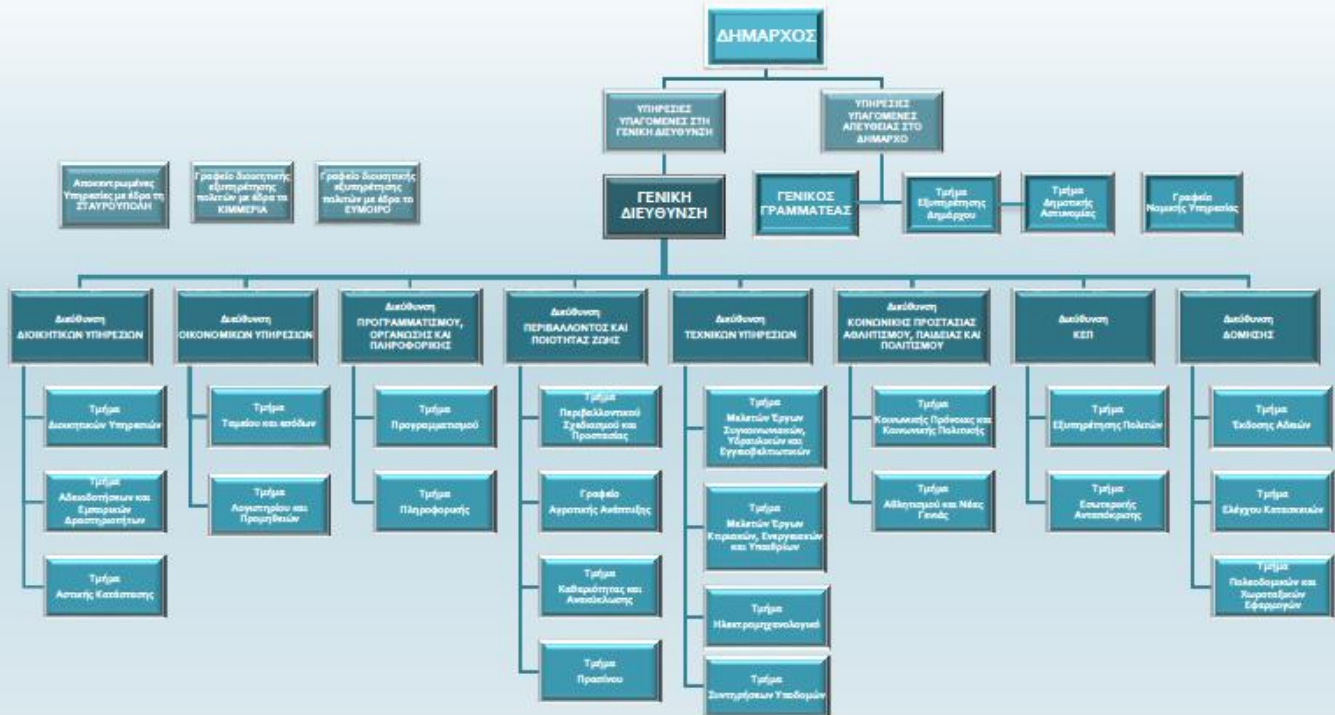 ΔΗΜΑΡΧΟΣ
ΥΠΗΡΕΣΙΕΣ
ΥΠΑΓΟΜΕΝΕΣ ΣΤΗ
ΓΕΝΙΚΗ ΔΙΕΥΘΥΝΣΗ
ΥΠΗΡΕΣΙΕΣ
ΥΠΑΓΟΜΕΝΕΣ
ΑΠΕΥΘΕΙΑΣ ΣΤΟ
ΔΗΜΑΡΧΟ
Αποκεντρωμένες
Υπηρεσίες με έδρα τη
ΣΤΑΥΡΟΥΠΟΛΗ
Γραφείο διοικητικής
εξυπηρέτησης
πολιτών με έδρα τα
ΚΙΜΜΕΡΙΑ
Γραφείο διοικητικής
εξυπηρέτησης
πολιτών με έδρα το
ΕΥΜΟΙΡΟ
ΓΕΝΙΚΗ
ΔΙΕΥΘΥΝΣΗ
ΓΕΝΙΚΟΣ
ΓΡΑΜΜΑΤΕΑΣ
Τμήμα
Εξυπηρέτησης
Δημάρχου
Τμήμα
Δημοτικής
Αστυνομίας
Γραφείο
Νομικής Υπηρεσίας
Διεύθυνση
ΔΙΟΙΚΗΤΙΚΩΝ ΥΠΗΡΕΣΙΩΝ
Διεύθυνση
ΟΙΚΟΝΟΜΙΚΩΝ ΥΠΗΡΕΣΙΩΝ
Διεύθυνση
ΠΡΟΓΡΑΜΜΑΤΙΣΜΟΥ,
ΟΡΓΑΝΩΣΗΣ ΚΑΙ
ΠΛΗΡΟΦΟΡΙΚΗΣ
Διεύθυνση
ΠΕΡΙΒΑΛΛΟΝΤΟΣ ΚΑΙ
ΠΟΙΟΤΗΤΑΣ ΖΩΗΣ
Διεύθυνση
ΤΕΧΝΙΚΩΝ ΥΠΗΡΕΣΙΩΝ
Διεύθυνση
ΚΟΙΝΩΝΙΚΗΣ ΠΡΟΣΤΑΣΙΑΣ
ΑΘΛΗΤΙΣΜΟΥ, ΠΑΙΔΕΙΑΣ ΚΑΙ
ΠΟΛΙΤΙΣΜΟΥ
Διεύθυνση
ΚΕΠ
Διεύθυνση
ΔΟΜΗΣΗΣ
Τμήμα
Διοικητικών Υπηρεσιών
Τμήμα
Αδειοδοτήσεων και
Εμπορικών
Δραστηριοτήτων
Τμήμα
Αστικής Κατάστασης
Τμήμα
Ταμείου και εσόδων
Τμήμα
Λογιστηρίου και
Προμηθειών
Τμήμα
Προγραμματισμού
Τμήμα
Πληροφορικής
Τμήμα
Περιβαλλοντικού
Σχεδιασμού και
Προστασίας
Γραφείο
Αγροτικής Ανάπτυξης
Τμήμα
Καθαριότητας και
Ανακύκλωσης
Τμήμα
Πρασίνου
Τμήμα
Μελετών Έργων
Συγκοινωνιακών,
Υδραυλικών και
Εγγειοβελτιωτικών
Τμήμα
Μελετών Έργων
Κτιριακών, Ενεργειακών
και Υπαιθρίων
Τμήμα
Ηλεκτρομηχανολογικό
Τμήμα
Συντηρήσεων Υποδομών
Τμήμα
Κοινωνικής Πρόνοιας και
Κοινωνικής Πολιτικής
Τμήμα
Αθλητισμού και Νέας
Γενιάς
Τμήμα
Εξυπηρέτησης Πολιτών
Τμήμα
Εσωτερικής
Ανταπόκρισης
Τμήμα
Έκδοσης Αδειών
Τμήμα
Ελέγχου Κατασκευών
Τμήμα
Πολεοδομικών και
Χωροταξικών
Εφαρμογών